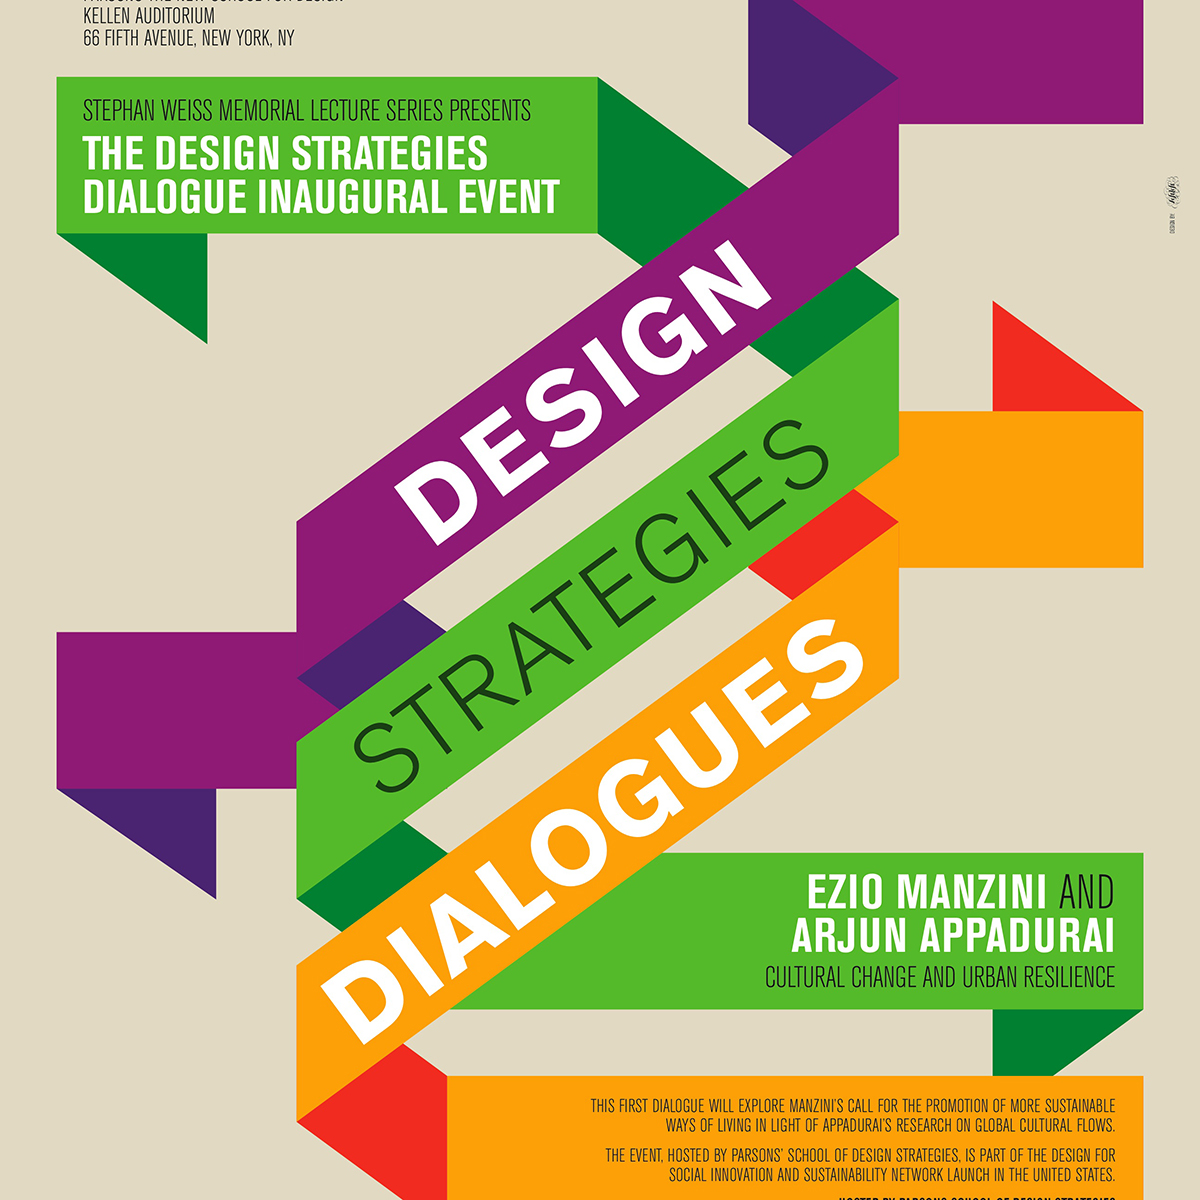 KELLEN AUDITORIUM
66 FIFTH AVENUE, NEW YORK, NY
STEPHAN WEISS MEMORIAL LECTURE SERIES PRESENTS
THE DESIGN STRATEGIES
DIALOGUE INAUGURAL EVENT
DESIGN BY
DESIGN
STRATEGIES
DIALOGUES
EZIO MANZINI AND
ARJUN APPADURAI
CULTURAL CHANGE AND URBAN RESILIENCE
THIS FIRST DIALOGUE WILL EXPLORE MANZINI'S CALL FOR THE PROMOTION OF MORE SUSTAINABLE
WAYS OF LIVING IN LIGHT OF APPADURAI'S RESEARCH ON GLOBAL CULTURAL FLOWS.
THE EVENT, HOSTED BY PARSONS' SCHOOL OF DESIGN STRATEGIES, IS PART OF THE DESIGN FOR
SOCIAL INNOVATION AND SUSTAINABILITY NETWORK LAUNCH IN THE UNITED STATES.